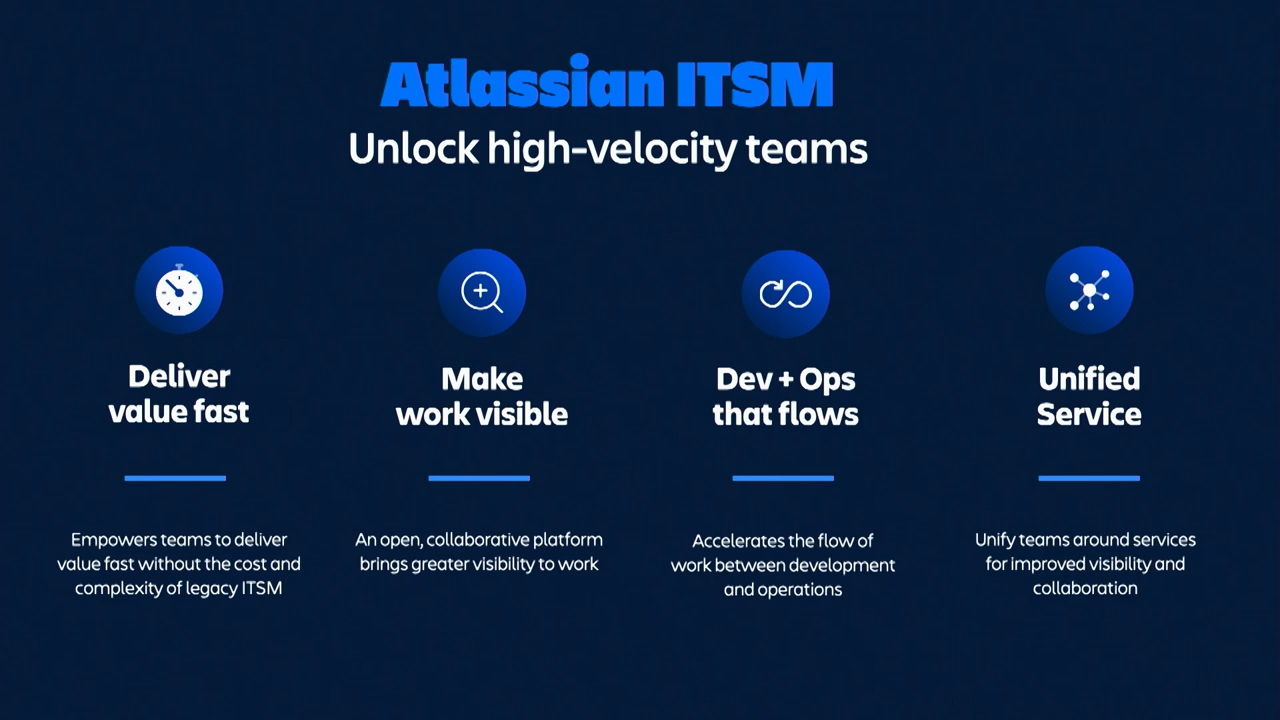 Atlassian ITSM
Unlock high-velocity teams
Deliver
value fast
Empowers teams to deliver
value fast without the cost and
complexity of legacy ITSM
Make
work visible
An open, collaborative platform
brings greater visibility to work
Dev + Ops
that flows
Accelerates the flow of
work between development
and operations
Unified
Service
Unify teams around services
for improved visibility and
collaboration